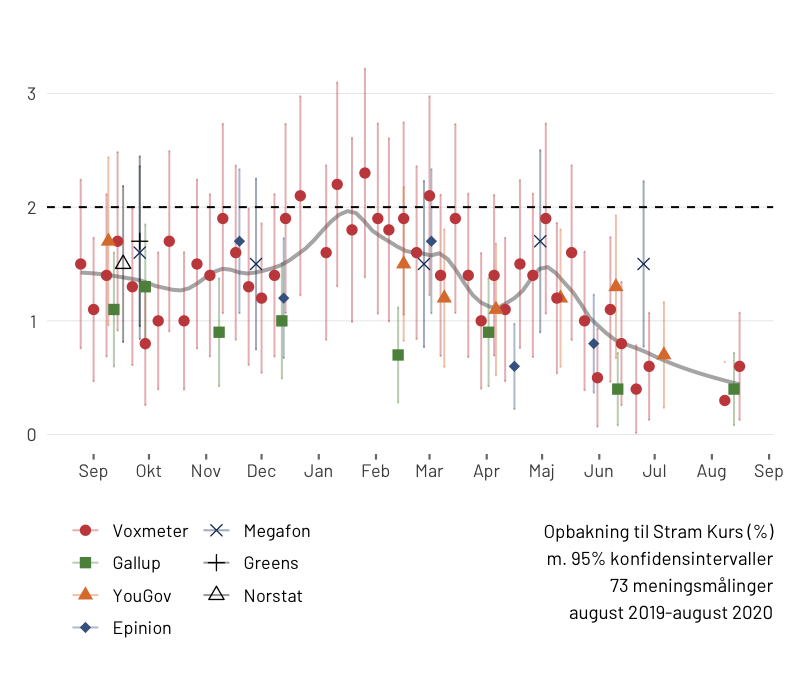 3
2
1
0
Sep Okt Nov Dec Jan Feb Mar Apr Maj Jun Jul Aug Sep
Voxmeter
Gallup
YouGov
Epinion
Megafon
Greens
Norstat
Opbakning til Stram Kurs (%)
m. 95% konfidensintervaller
73 meningsmålinger
august 2019-august 2020